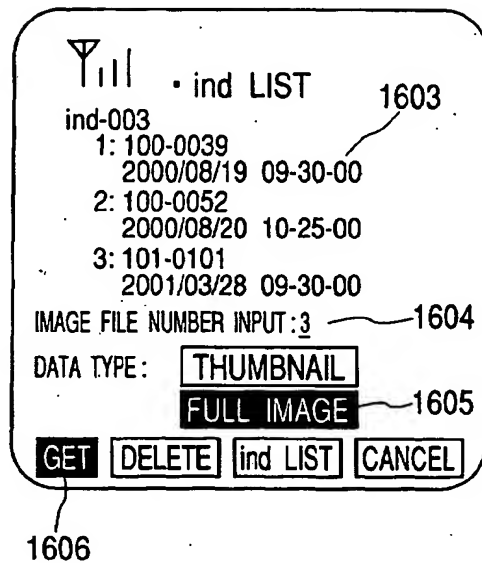 · ind LIST
1603
ind-003
1: 100-0039
2000/08/19 09-30-00
2: 100-0052
2000/08/20 10-25-00
3: 101-0101
2001/03/28 09-30-00
IMAGE FILE NUMBER INPUT:3
1604
DATA TYPE: THUMBNAIL
FULL IMAGE
1605
GET DELETE ind LIST CANCEL
1606